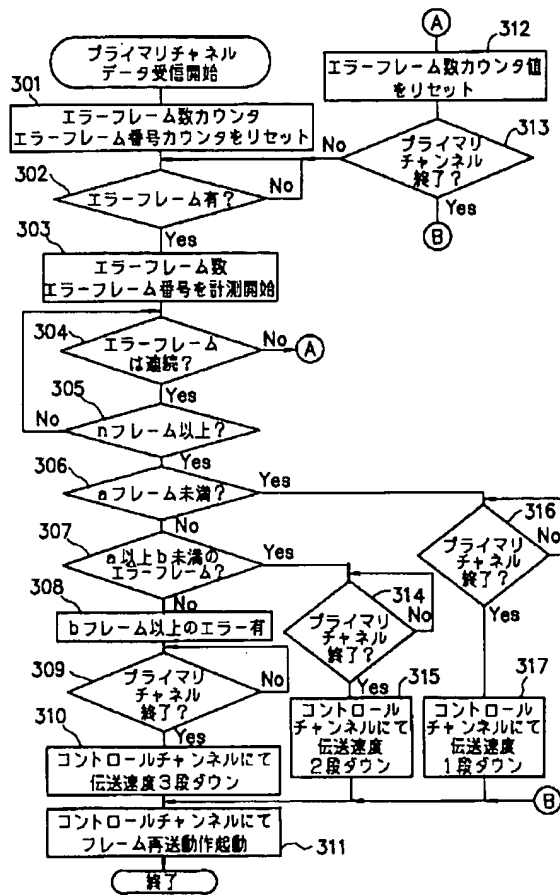 プライマリチャネル
データ受信開始
301
エラーフレーム数カウンタ
エラーフレーム番号カウンタをリセット
302
エラーフレーム有?
No
Yes
303
エラーフレーム数
エラーフレーム番号を計測開始
304
エラーフレーム
は連続?
No
A
Yes
305
nフレーム以上?
No
Yes
306
aフレーム未満?
Yes
No
307
a以上b未満の
エラーフレーム?
Yes
No
308
bフレーム以上のエラー有
309
プライマリ
チャネル
終了?
No
Yes
310
コントロールチャンネルにて
伝送速度3段ダウン
コントロールチャンネルにて
フレーム再送動作起動
311
終了
A
312
エラーフレーム数カウンタ値
をリセット
313
プライマリ
チャンネル
終了?
No
Yes
B
314
プライマリ
チャンネル
終了?
No
Yes
315
コントロール
チャンネルにて
伝送速度
2段ダウン
316
プライマリ
チャンネル
終了?
No
Yes
317
コントロール
チャンネルにて
伝送速度
1段ダウン
B